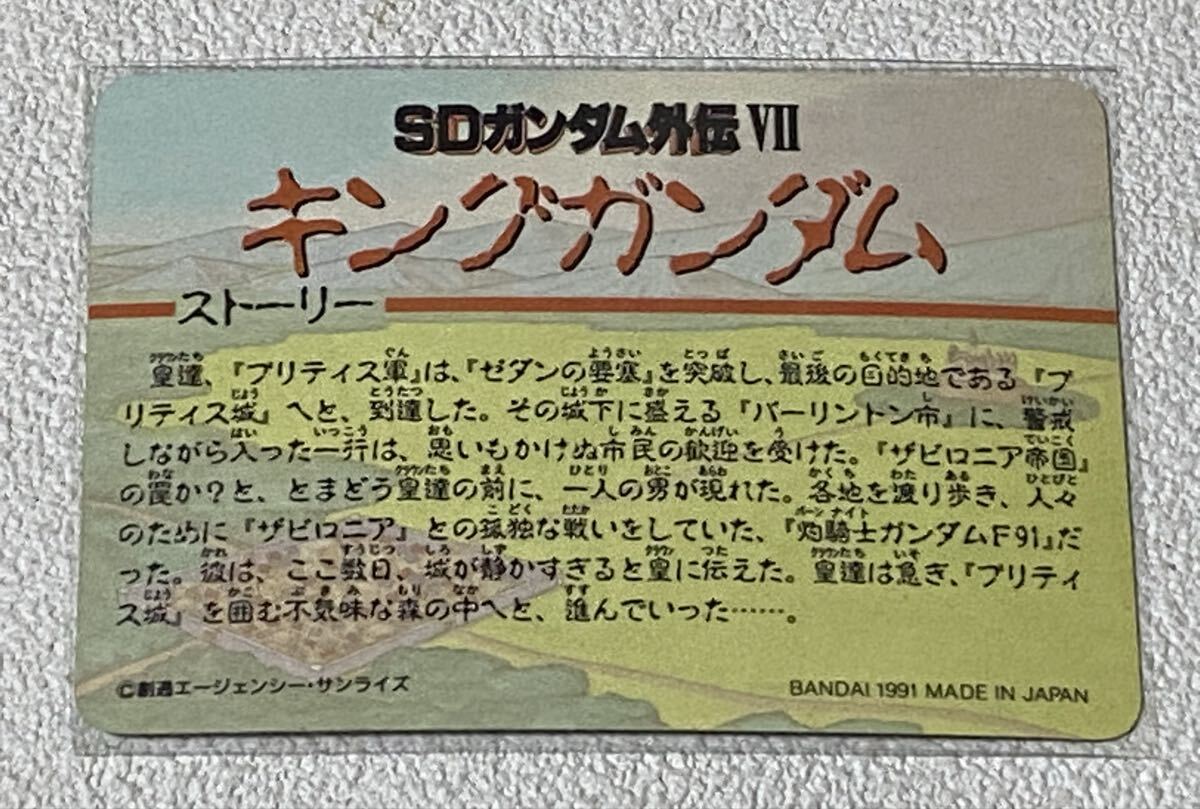 SDガンダム外伝 VII
キングガンダム
ストーリー
皇達、『ブリティス軍』は、『ゼダンの要塞』を突破し、最後の目的地である『ブ
リティス城』へと、到達した。その城下に盛える『バーリントン市』に、警戒
しながら入った一行は、思いもかけぬ市民の歓迎を受けた。『ザビロニア帝国』
の罠か?と、とまどう皇達の前に、一人の男が現れた。各地を渡り歩き、人々
のために『ザビロニア』との孤独な戦いをしていた、『灼騎士ガンダムF91』だ
った。彼は、ここ数日、城が静かすぎると皇に伝えた。皇達は急ぎ、『ブリティ
ス城』を囲む不気味な森の中へと、進んでいった……。
©創通エージェンシー・サンライズ
BANDAI 1991 MADE IN JAPAN